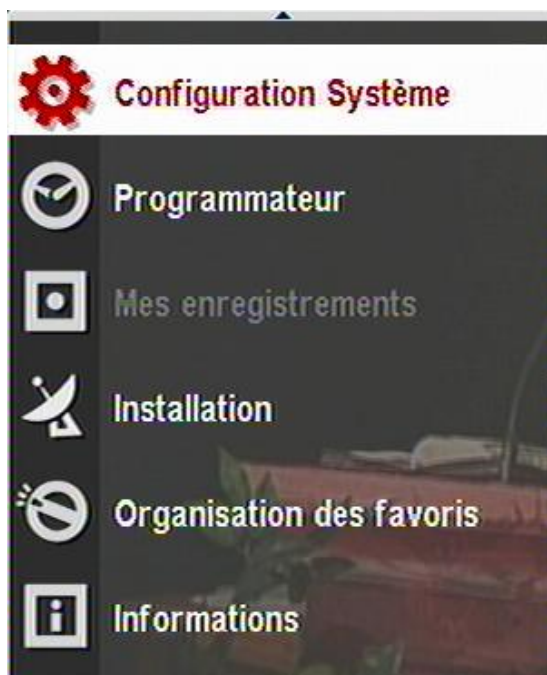 Configuration Système
Programmateur
Mes enregistrements
Installation
Organisation des favoris
Informations